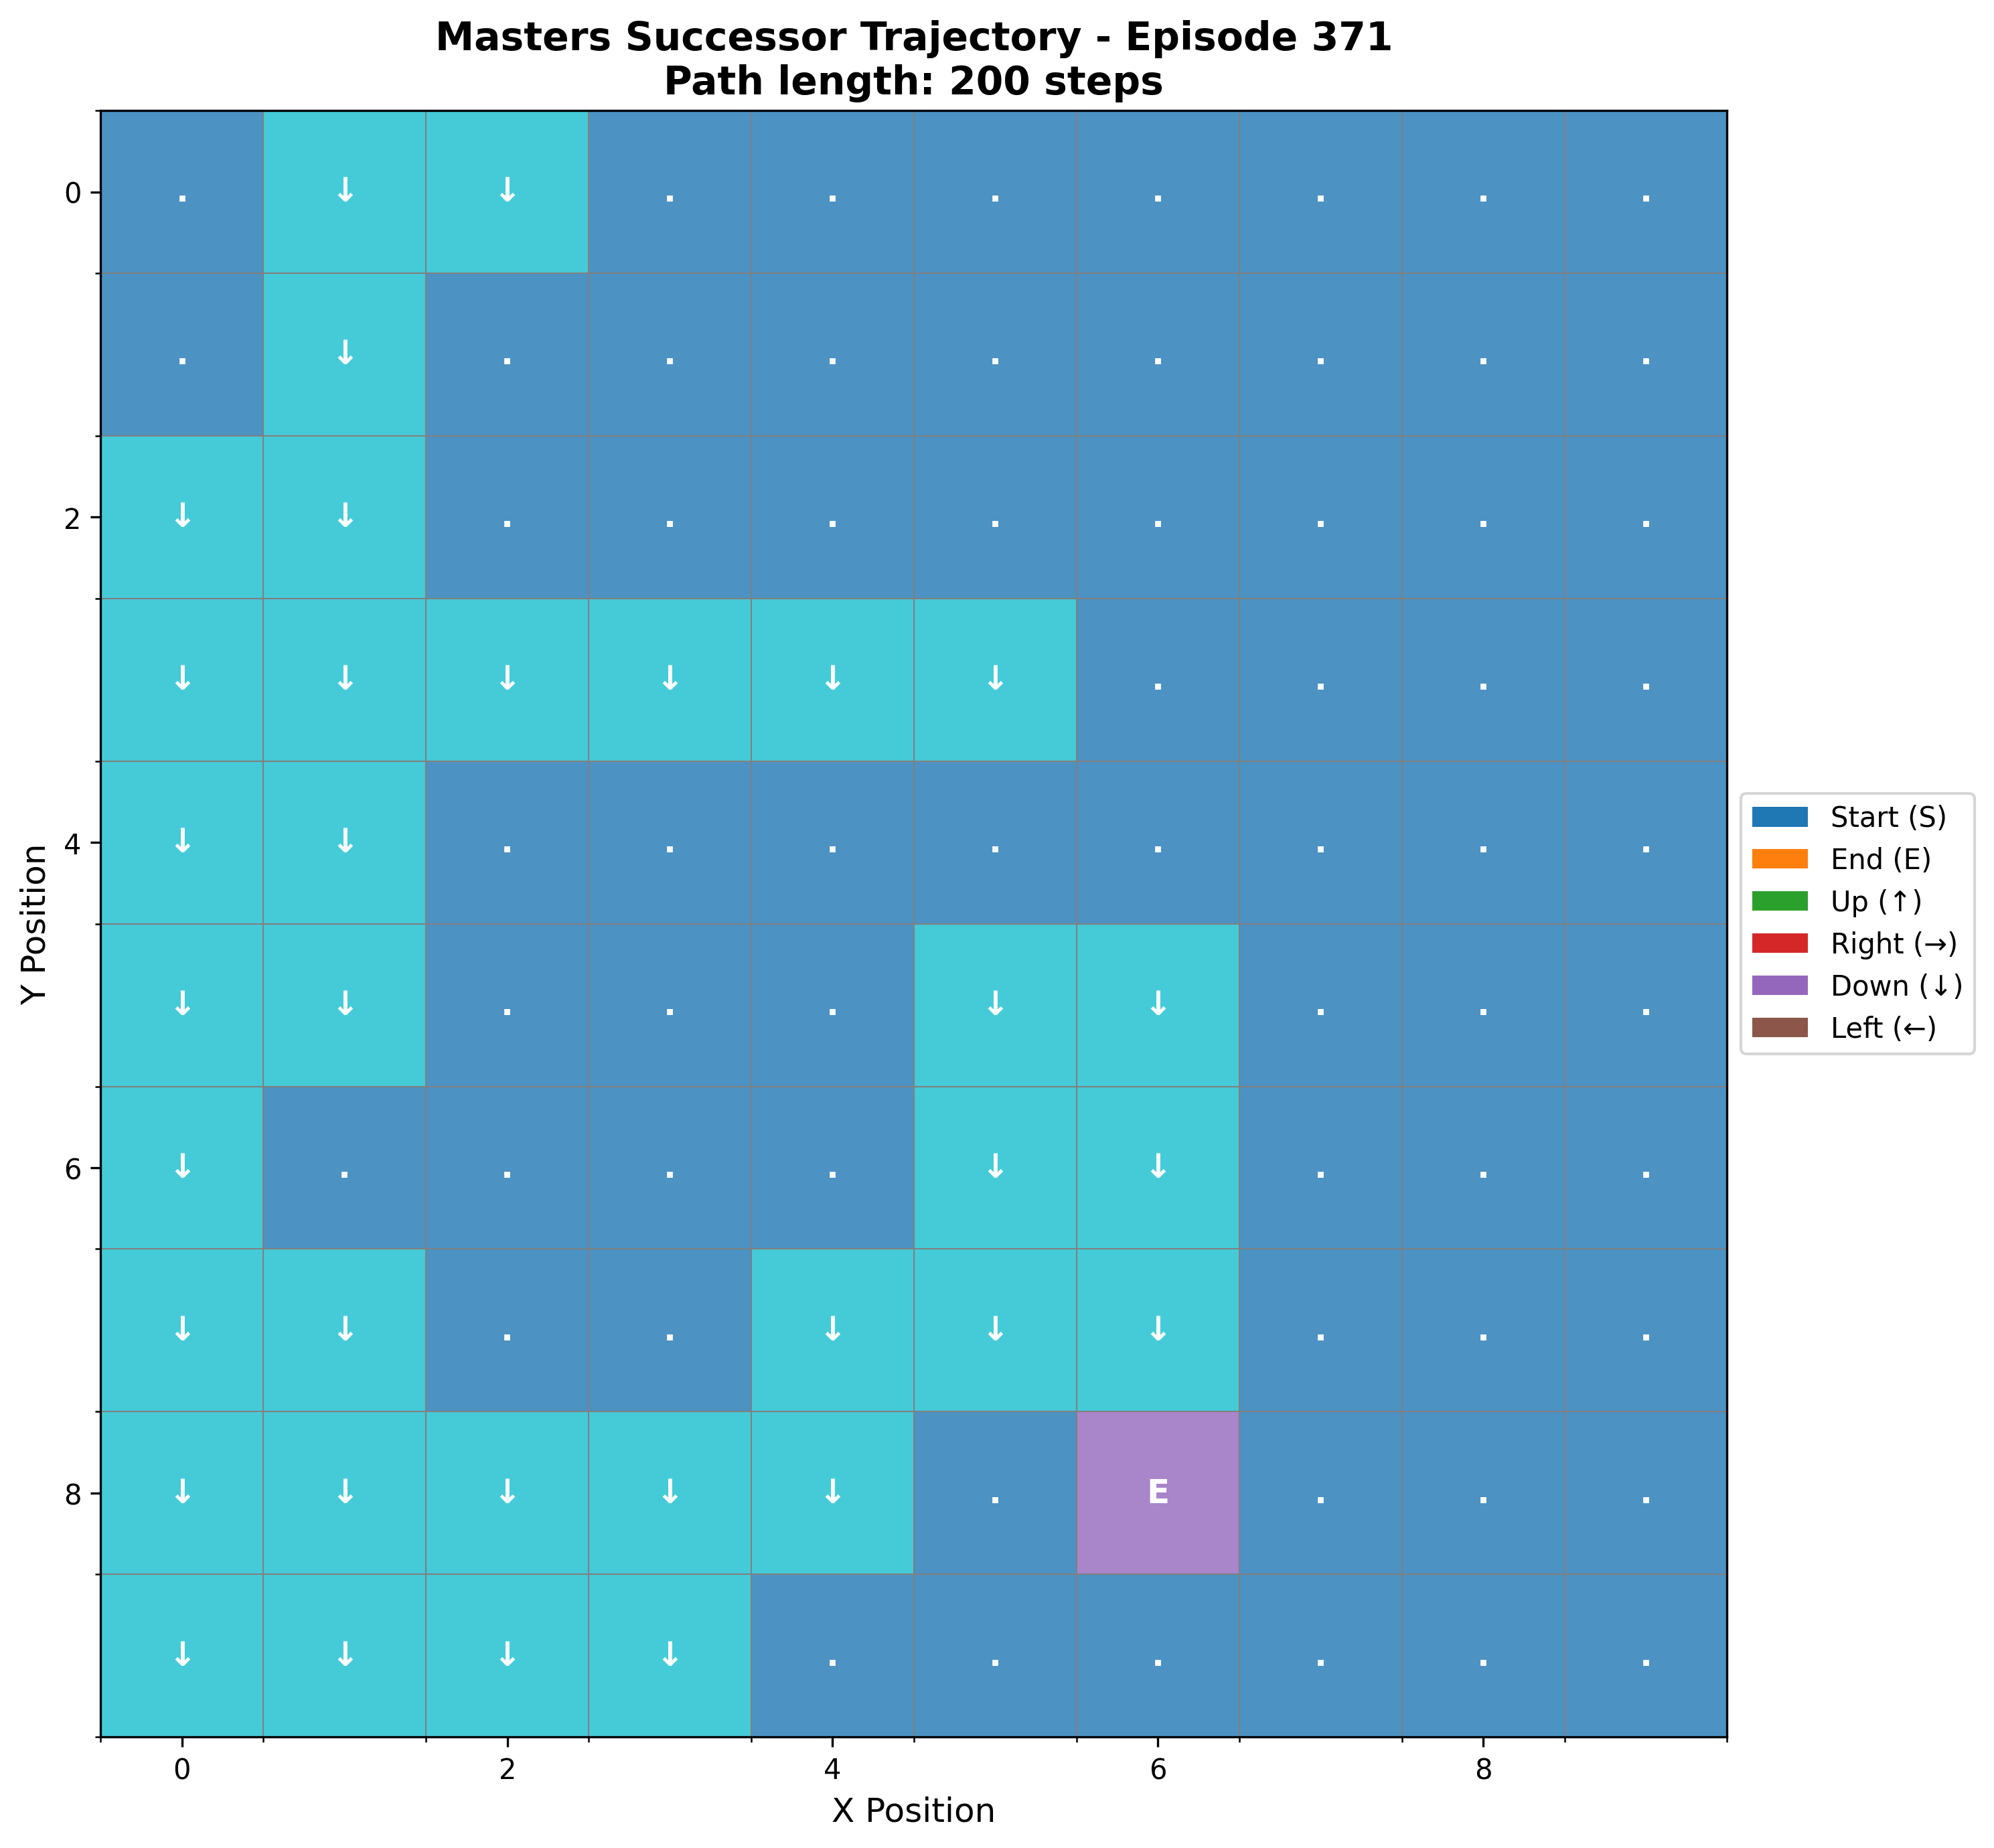 Masters Successor Trajectory - Episode 371
Path length: 200 steps
0 . ↓ ↓ . . . . . . .
. ↓ . . . . . . . .
2 ↓ ↓ . . . . . . . .
↓ ↓ ↓ ↓ ↓ ↓ . . . .
4 ↓ ↓ . . . . . . . .
↓ ↓ . . . ↓ ↓ . . .
6 ↓ . . . . ↓ ↓ . . .
↓ ↓ . . ↓ ↓ ↓ . . .
8 ↓ ↓ ↓ ↓ ↓ . E . . .
↓ ↓ ↓ ↓ . . . . . .
0 2 4 6 8
X Position
Y Position
Start (S)
End (E)
Up (↑)
Right (→)
Down (↓)
Left (←)